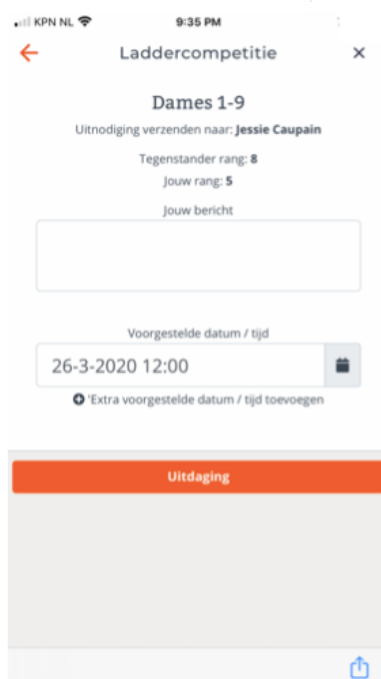 KPN NL 9:35 PM
Laddercompetitie
Dames 1-9
Uitnodiging verzenden naar: Jessie Caupain
Tegenstander rang: 8
Jouw rang: 5
Jouw bericht
Voorgestelde datum / tijd
26-3-2020 12:00
'Extra voorgestelde datum / tijd toevoegen
Uitdaging